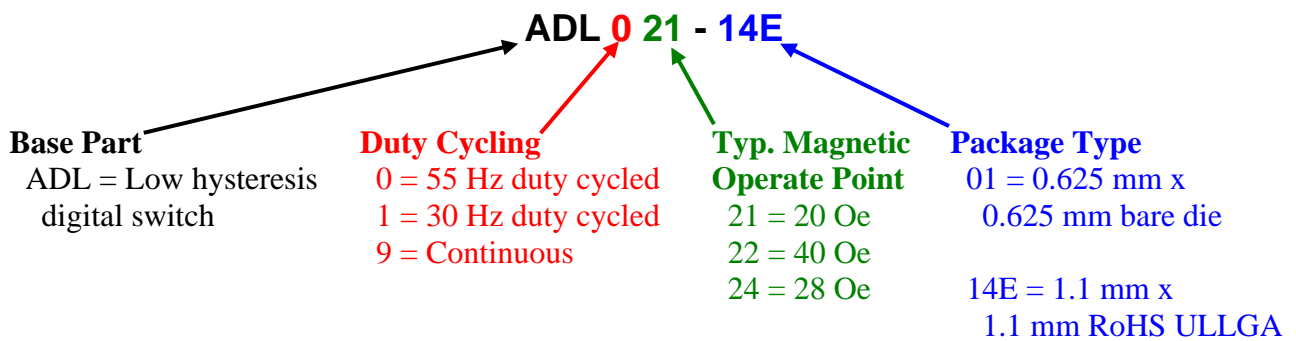 ADL 0 21 - 14E
Base Part
ADL = Low hysteresis
digital switch
Duty Cycling
0 = 55 Hz duty cycled
1 = 30 Hz duty cycled
9 = Continuous
Typ. Magnetic
Operate Point
21 = 20 Oe
22 = 40 Oe
24 = 28 Oe
Package Type
01 = 0.625 mm x
0.625 mm bare die
14E = 1.1 mm x
1.1 mm RoHS ULLGA